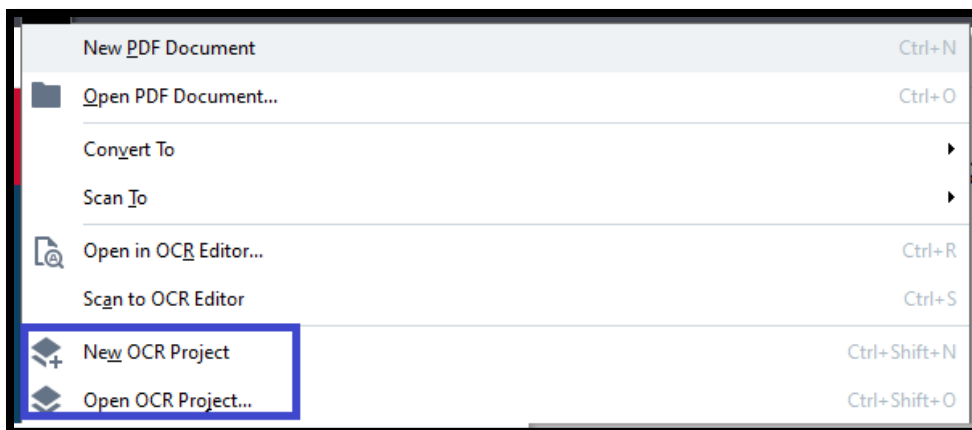 New PDF Document Ctrl+N
Open PDF Document... Ctrl+O
Convert To
Scan To
Open in OCR Editor... Ctrl+R
Scan to OCR Editor Ctrl+S
New OCR Project Ctrl+Shift+N
Open OCR Project... Ctrl+Shift+O